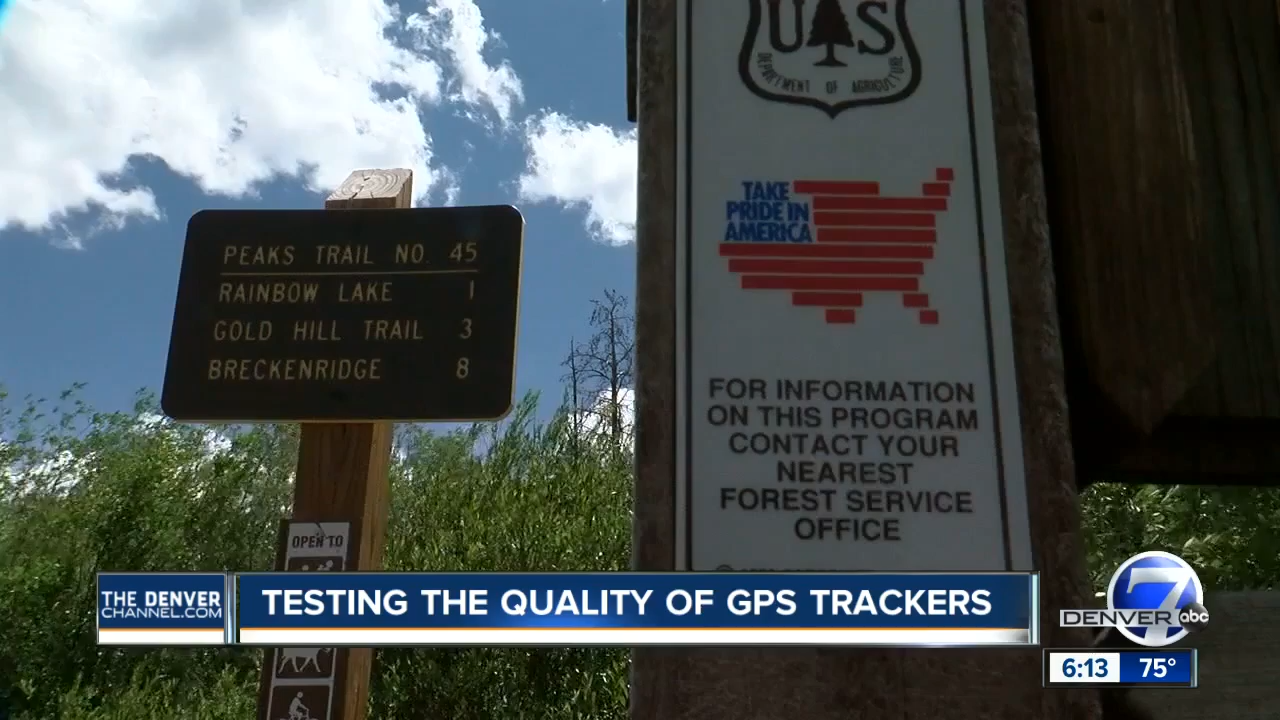 US
DEPARTMENT OF AGRICULTURE
TAKE
PRIDE IN
AMERICA
PEAKS TRAIL NO. 45
RAINBOW LAKE 1
GOLD HILL TRAIL 3
BRECKENRIDGE 8
FOR INFORMATION
ON THIS PROGRAM
CONTACT YOUR
NEAREST
FOREST SERVICE
OFFICE
OPEN TO
THE DENVER
CHANNEL.COM
TESTING THE QUALITY OF GPS TRACKERS
DENVER 7 abc
6:13 75°